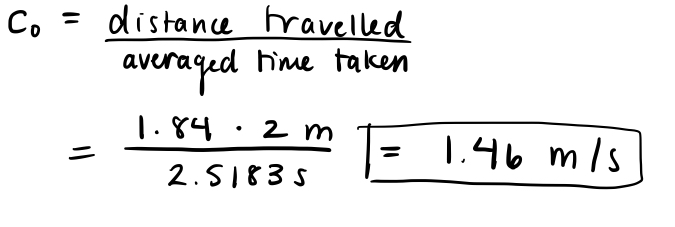 C₀ = distance travelled / averaged time taken
= 1.84 · 2 m / 2.5183 s = 1.46 m/s